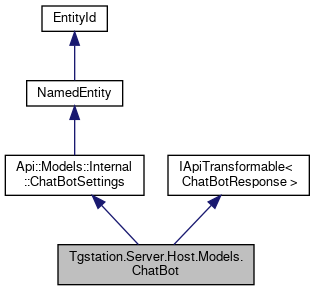 EntityId
NamedEntity
Api::Models::Internal
::ChatBotSettings
IApiTransformable<
ChatBotResponse >
Tgstation.Server.Host.Models.
ChatBot